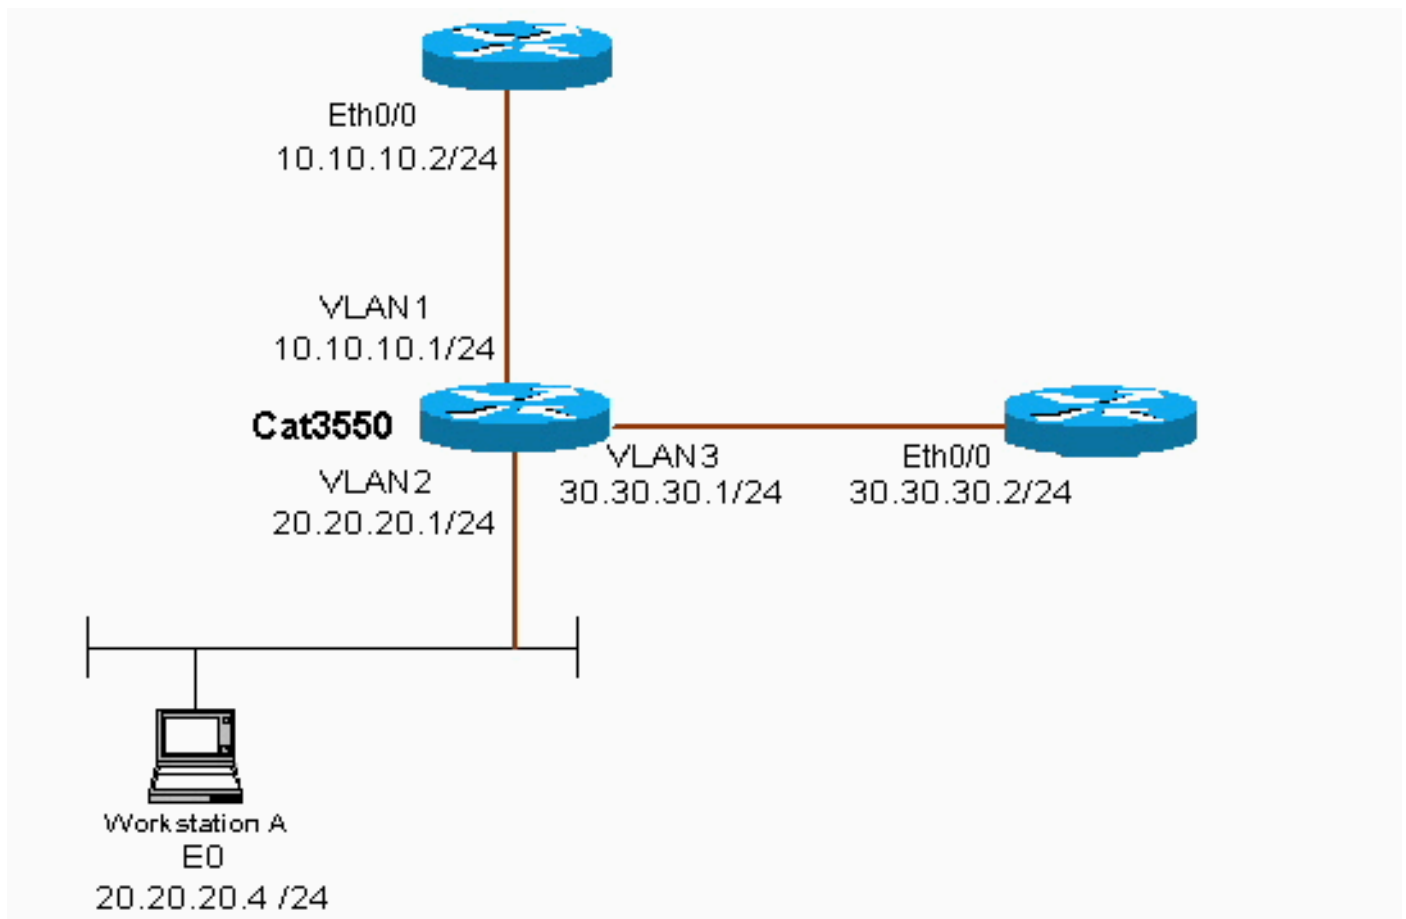 Eth0/0
10.10.10.2/24
VLAN1
10.10.10.1/24
Cat3550
VLAN2
20.20.20.1/24
VLAN3
30.30.30.1/24
Eth0/0
30.30.30.2/24
Workstation A
E0
20.20.20.4 /24